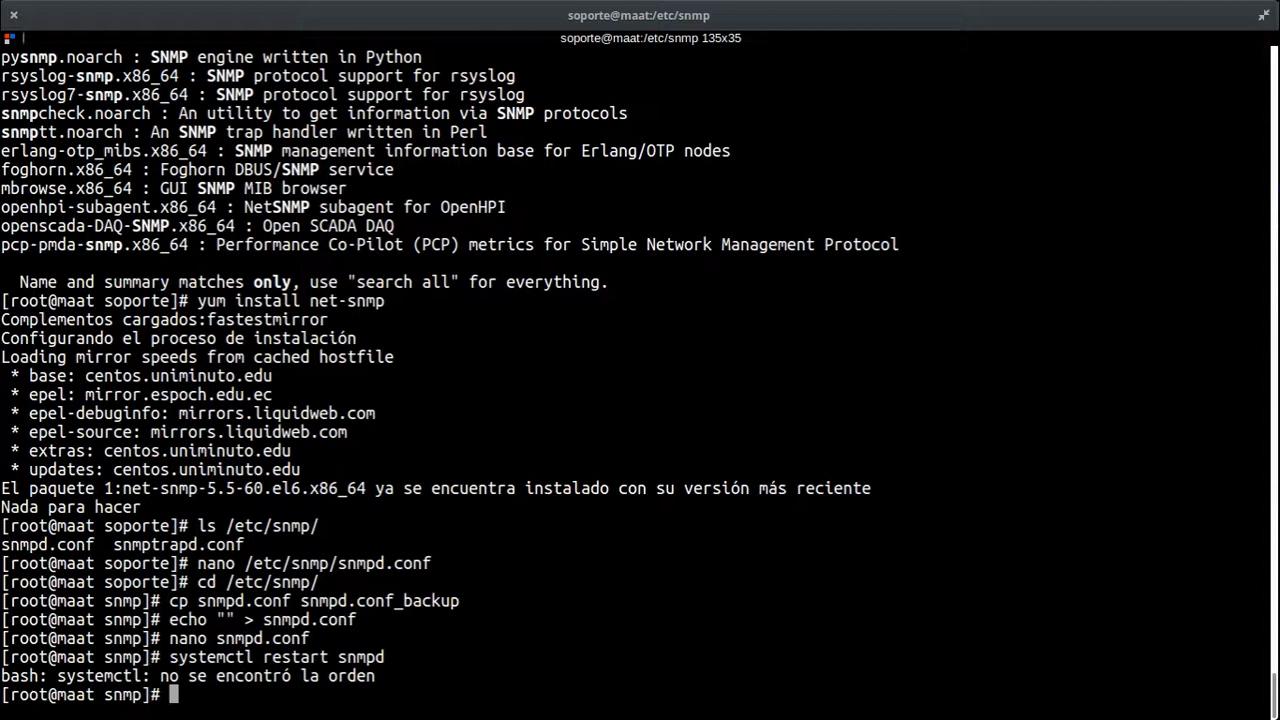 soporte@maat:/etc/snmp
soporte@maat:/etc/snmp 135x35
pysnmp.noarch : SNMP engine written in Python
rsyslog-snmp.x86_64 : SNMP protocol support for rsyslog
rsyslog7-snmp.x86_64 : SNMP protocol support for rsyslog
snmpcheck.noarch : An utility to get information via SNMP protocols
snmptt.noarch : An SNMP trap handler written in Perl
erlang-otp_mibs.x86_64 : SNMP management information base for Erlang/OTP nodes
foghorn.x86_64 : Foghorn DBUS/SNMP service
mbrowse.x86_64 : GUI SNMP MIB browser
openhpi-subagent.x86_64 : NetSNMP subagent for OpenHPI
openscada-DAQ-SNMP.x86_64 : Open SCADA DAQ
pcp-pmda-snmp.x86_64 : Performance Co-Pilot (PCP) metrics for Simple Network Management Protocol
Name and summary matches only, use "search all" for everything.
[root@maat soporte]# yum install net-snmp
Complementos cargados:fastestmirror
Configurando el proceso de instalación
Loading mirror speeds from cached hostfile
* base: centos.uniminuto.edu
* epel: mirror.espoch.edu.ec
* epel-debuginfo: mirrors.liquidweb.com
* epel-source: mirrors.liquidweb.com
* extras: centos.uniminuto.edu
* updates: centos.uniminuto.edu
El paquete 1:net-snmp-5.5-60.el6.x86_64 ya se encuentra instalado con su versión más reciente
Nada para hacer
[root@maat soporte]# ls /etc/snmp/
snmpd.conf  snmptrapd.conf
[root@maat soporte]# nano /etc/snmp/snmpd.conf
[root@maat soporte]# cd /etc/snmp/
[root@maat snmp]# cp snmpd.conf snmpd.conf_backup
[root@maat snmp]# echo "" > snmpd.conf
[root@maat snmp]# nano snmpd.conf
[root@maat snmp]# systemctl restart snmpd
bash: systemctl: no se encontró la orden
[root@maat snmp]#